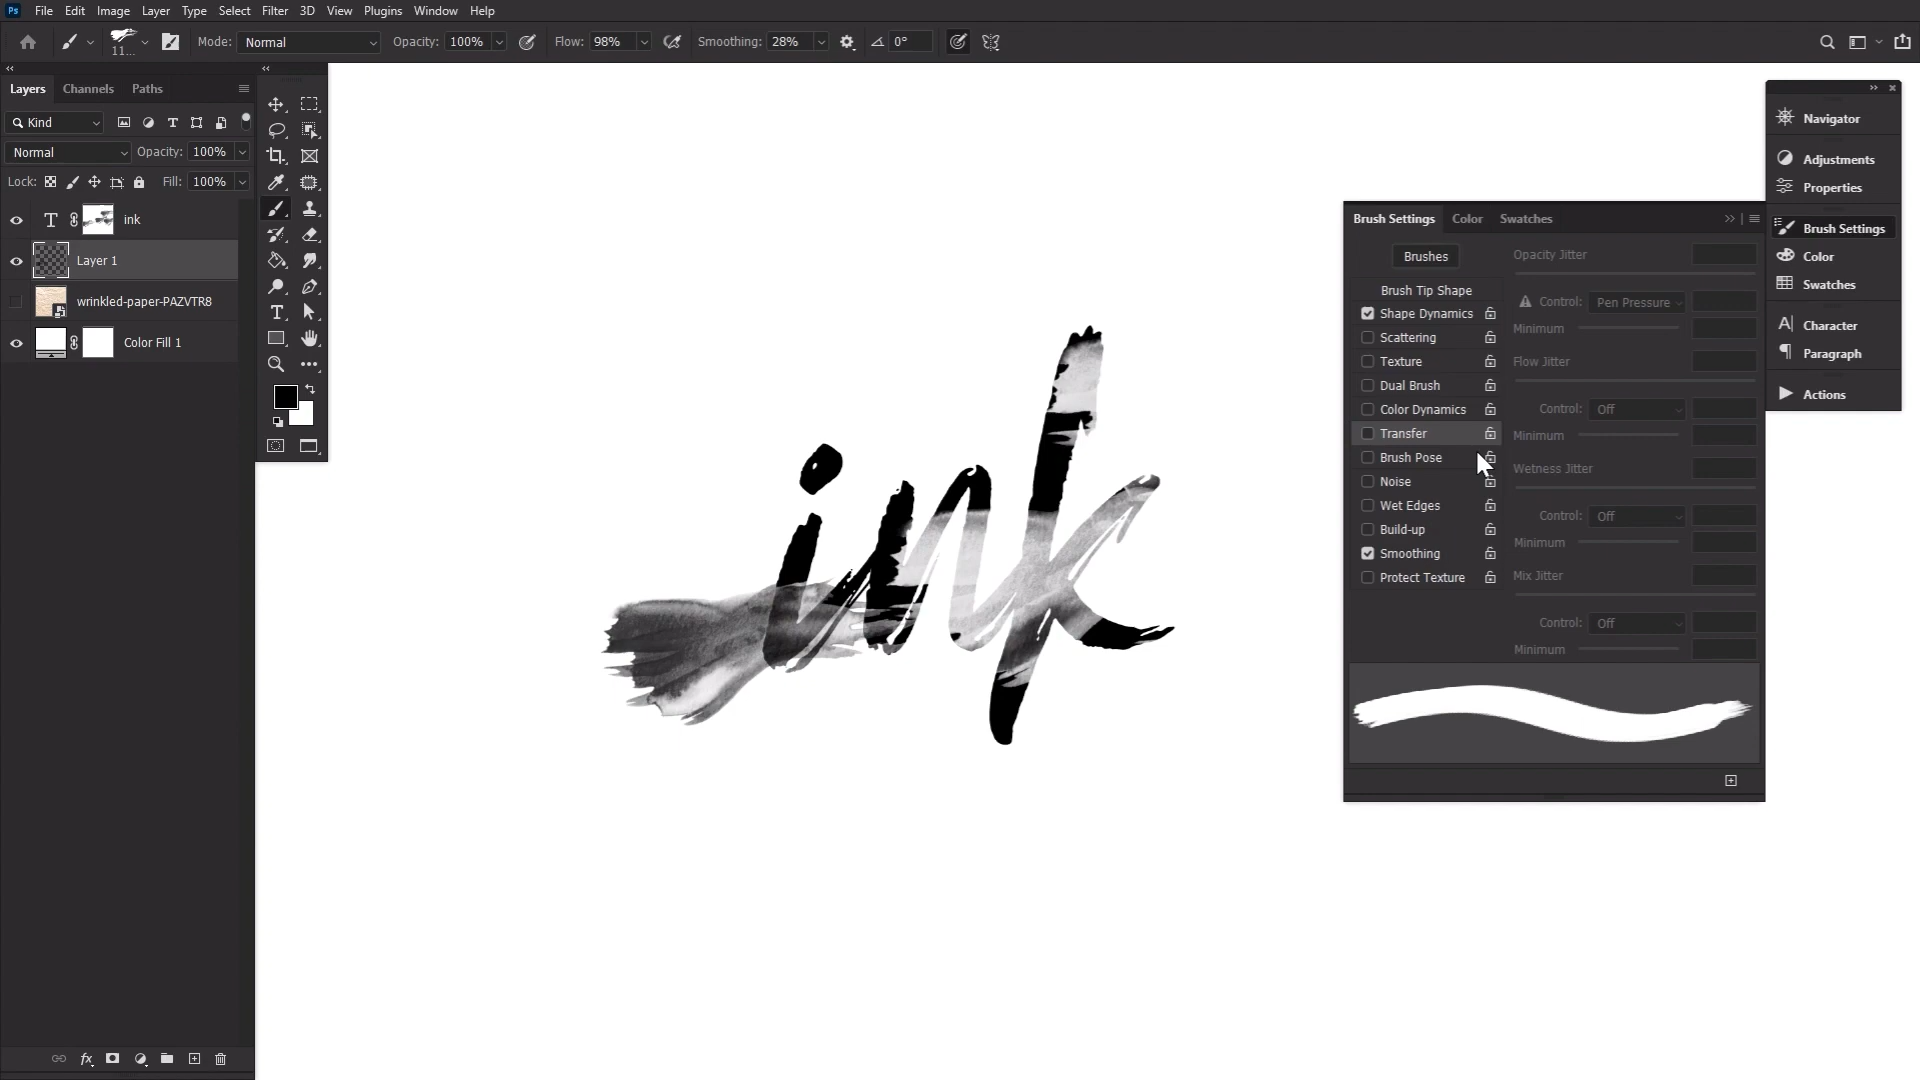 Ps File Edit Image Layer Type Select Filter 3D View Plugins Window Help
11... Mode: Normal Opacity: 100% Flow: 98% Smoothing: 28% 0°
Layers Channels Paths
Kind
Normal Opacity: 100%
Lock: Fill: 100%
T ink
Layer 1
wrinkled-paper-PAZVTR8
Color Fill 1
fx
ink
Brush Settings Color Swatches
Brushes
Brush Tip Shape
Shape Dynamics
Scattering
Texture
Dual Brush
Color Dynamics
Transfer
Brush Pose
Noise
Wet Edges
Build-up
Smoothing
Protect Texture
Opacity Jitter
Control: Pen Pressure
Minimum
Flow Jitter
Control: Off
Minimum
Wetness Jitter
Control: Off
Minimum
Mix Jitter
Control: Off
Minimum
Navigator
Adjustments
Properties
Brush Settings
Color
Swatches
Character
Paragraph
Actions